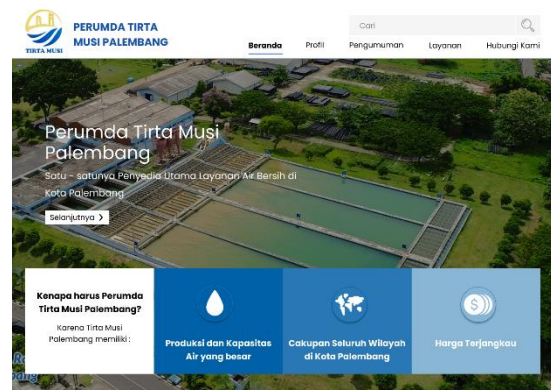 TIRTA MUSI
PERUMDA TIRTA
MUSI PALEMBANG
Cari
Beranda
Profil
Pengumuman
Layanan
Hubungi Kami
Perumda Tirta Musi
Palembang
Satu - satunya Penyedia Utama Layanan Air Bersih di
Kota Palembang
Selanjutnya >
Kenapa harus Perumda
Tirta Musi Palembang?
Karena Tirta Musi
Palembang memiliki :
Produksi dan Kapasitas
Air yang besar
Cakupan Seluruh Wilayah
di Kota Palembang
$
Harga Terjangkau